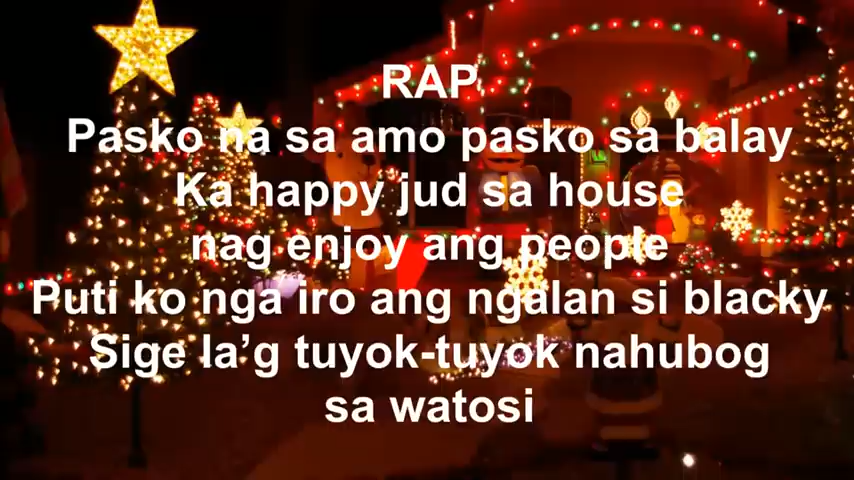 RAP
Pasko na sa amo pasko sa balay
Ka happy jud sa house
nag enjoy ang people
Puti ko nga iro ang ngalan si blacky
Sige la’g tuyok-tuyok nahubog
sa watosi